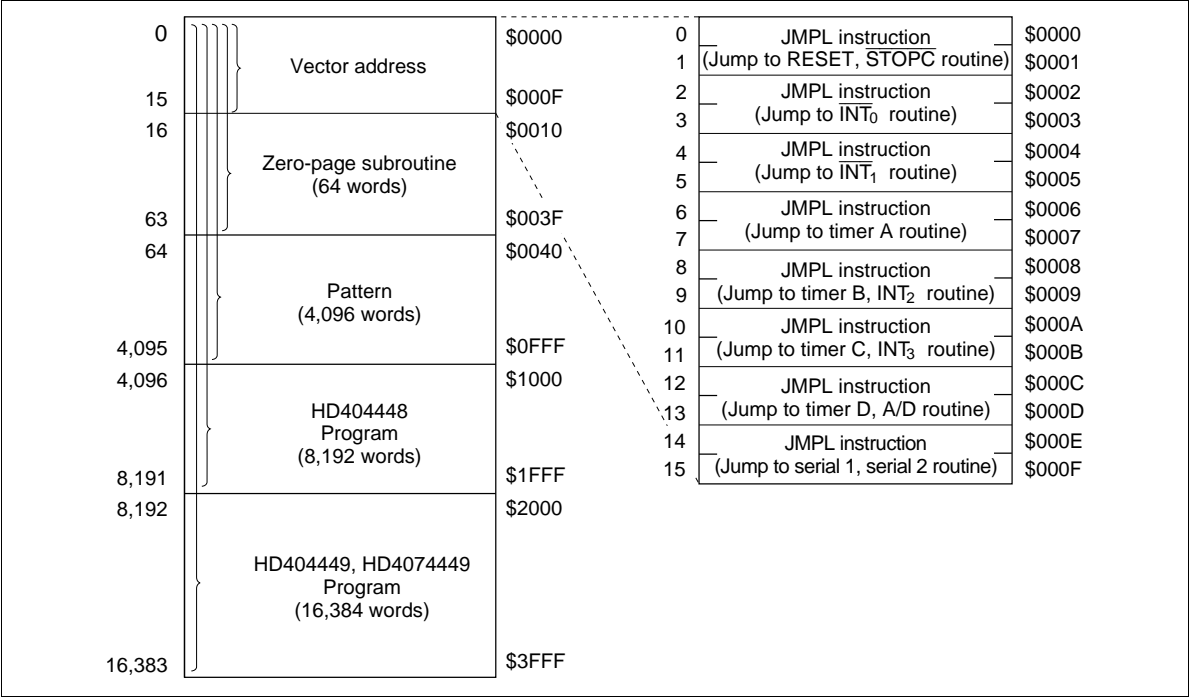 0
$0000
Vector address
15
$000F
16
$0010
Zero-page subroutine
(64 words)
63
$003F
64
$0040
Pattern
(4,096 words)
4,095
$0FFF
4,096
$1000
HD404448
Program
(8,192 words)
8,191
$1FFF
8,192
$2000
HD404449, HD4074449
Program
(16,384 words)
16,383
$3FFF
0 JMPL instruction $0000
1 (Jump to RESET, STOPC routine) $0001
2 JMPL instruction $0002
3 (Jump to INT0 routine) $0003
4 JMPL instruction $0004
5 (Jump to INT1 routine) $0005
6 JMPL instruction $0006
7 (Jump to timer A routine) $0007
8 JMPL instruction $0008
9 (Jump to timer B, INT2 routine) $0009
10 JMPL instruction $000A
11 (Jump to timer C, INT3 routine) $000B
12 JMPL instruction $000C
13 (Jump to timer D, A/D routine) $000D
14 JMPL instruction $000E
15 (Jump to serial 1, serial 2 routine) $000F